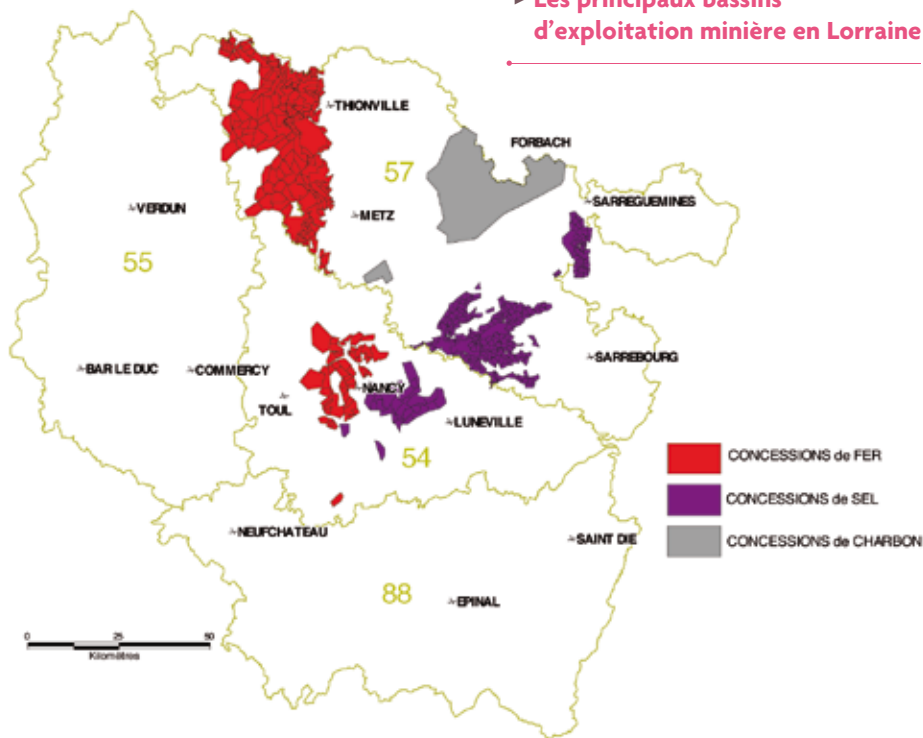 Les principaux bassins
d'exploitation minière en Lorraine
THIONVILLE
FORBACH
57
SARREGUEMINES
VERDUN
METZ
55
SARREBOURG
BAR LE DUC
COMMERCY
NANCY
TOUL
LUNEVILLE
54
CONCESSIONS de FER
CONCESSIONS de SEL
NEUFCHATEAU
SAINT DIE
CONCESSIONS de CHARBON
88
EPINAL
0 25 50
Kilomètres